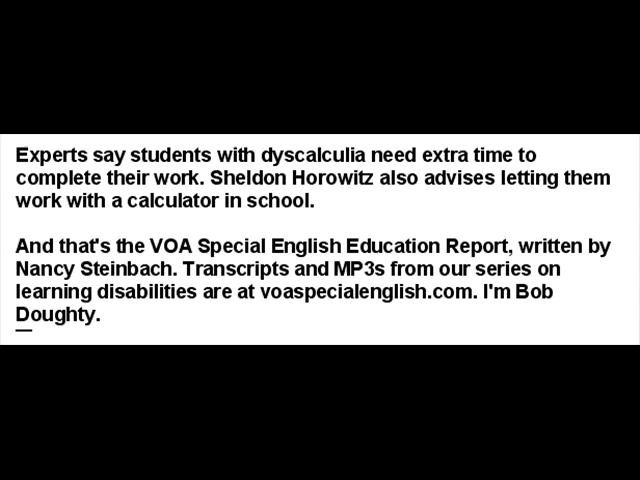 Experts say students with dyscalculia need extra time to
complete their work. Sheldon Horowitz also advises letting them
work with a calculator in school.
And that's the VOA Special English Education Report, written by
Nancy Steinbach. Transcripts and MP3s from our series on
learning disabilities are at voaspecialenglish.com. I'm Bob
Doughty.